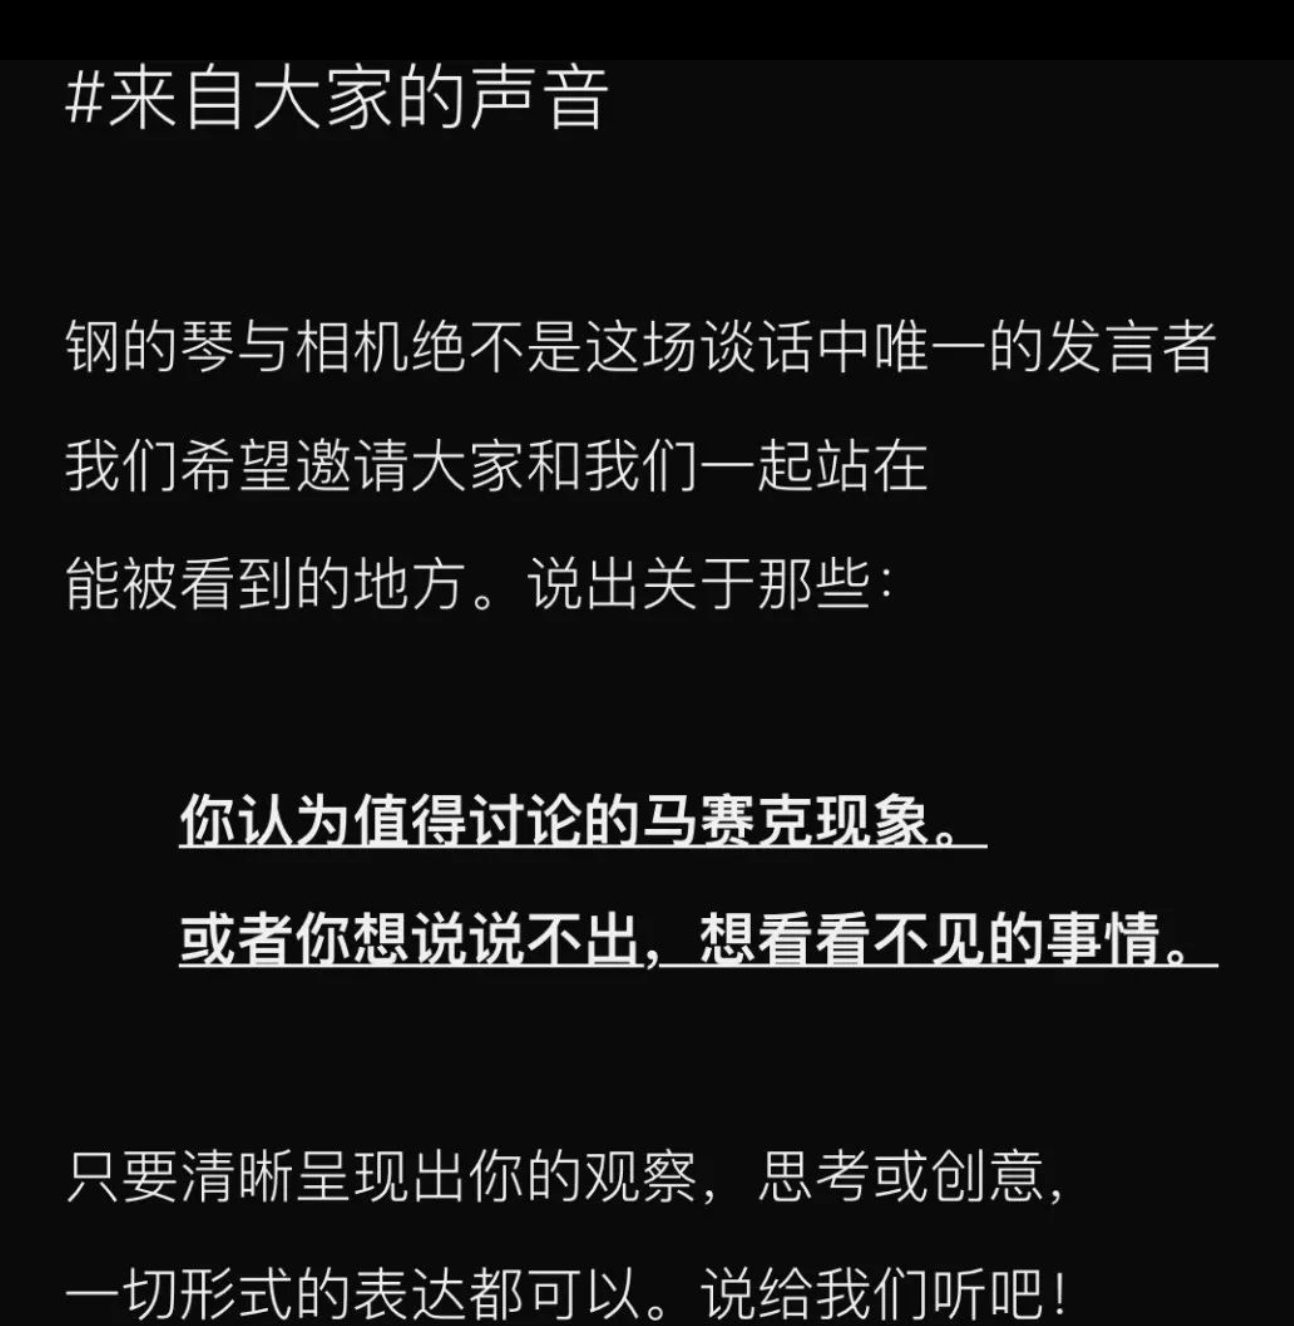 #来自大家的声音
钢的琴与相机绝不是这场谈话中唯一的发言者
我们希望邀请大家和我们一起站在
能被看到的地方。说出关于那些：
你认为值得讨论的马赛克现象。
或者你想说说不出，想看看不见的事情。
只要清晰呈现出你的观察，思考或创意，
一切形式的表达都可以。说给我们听吧！